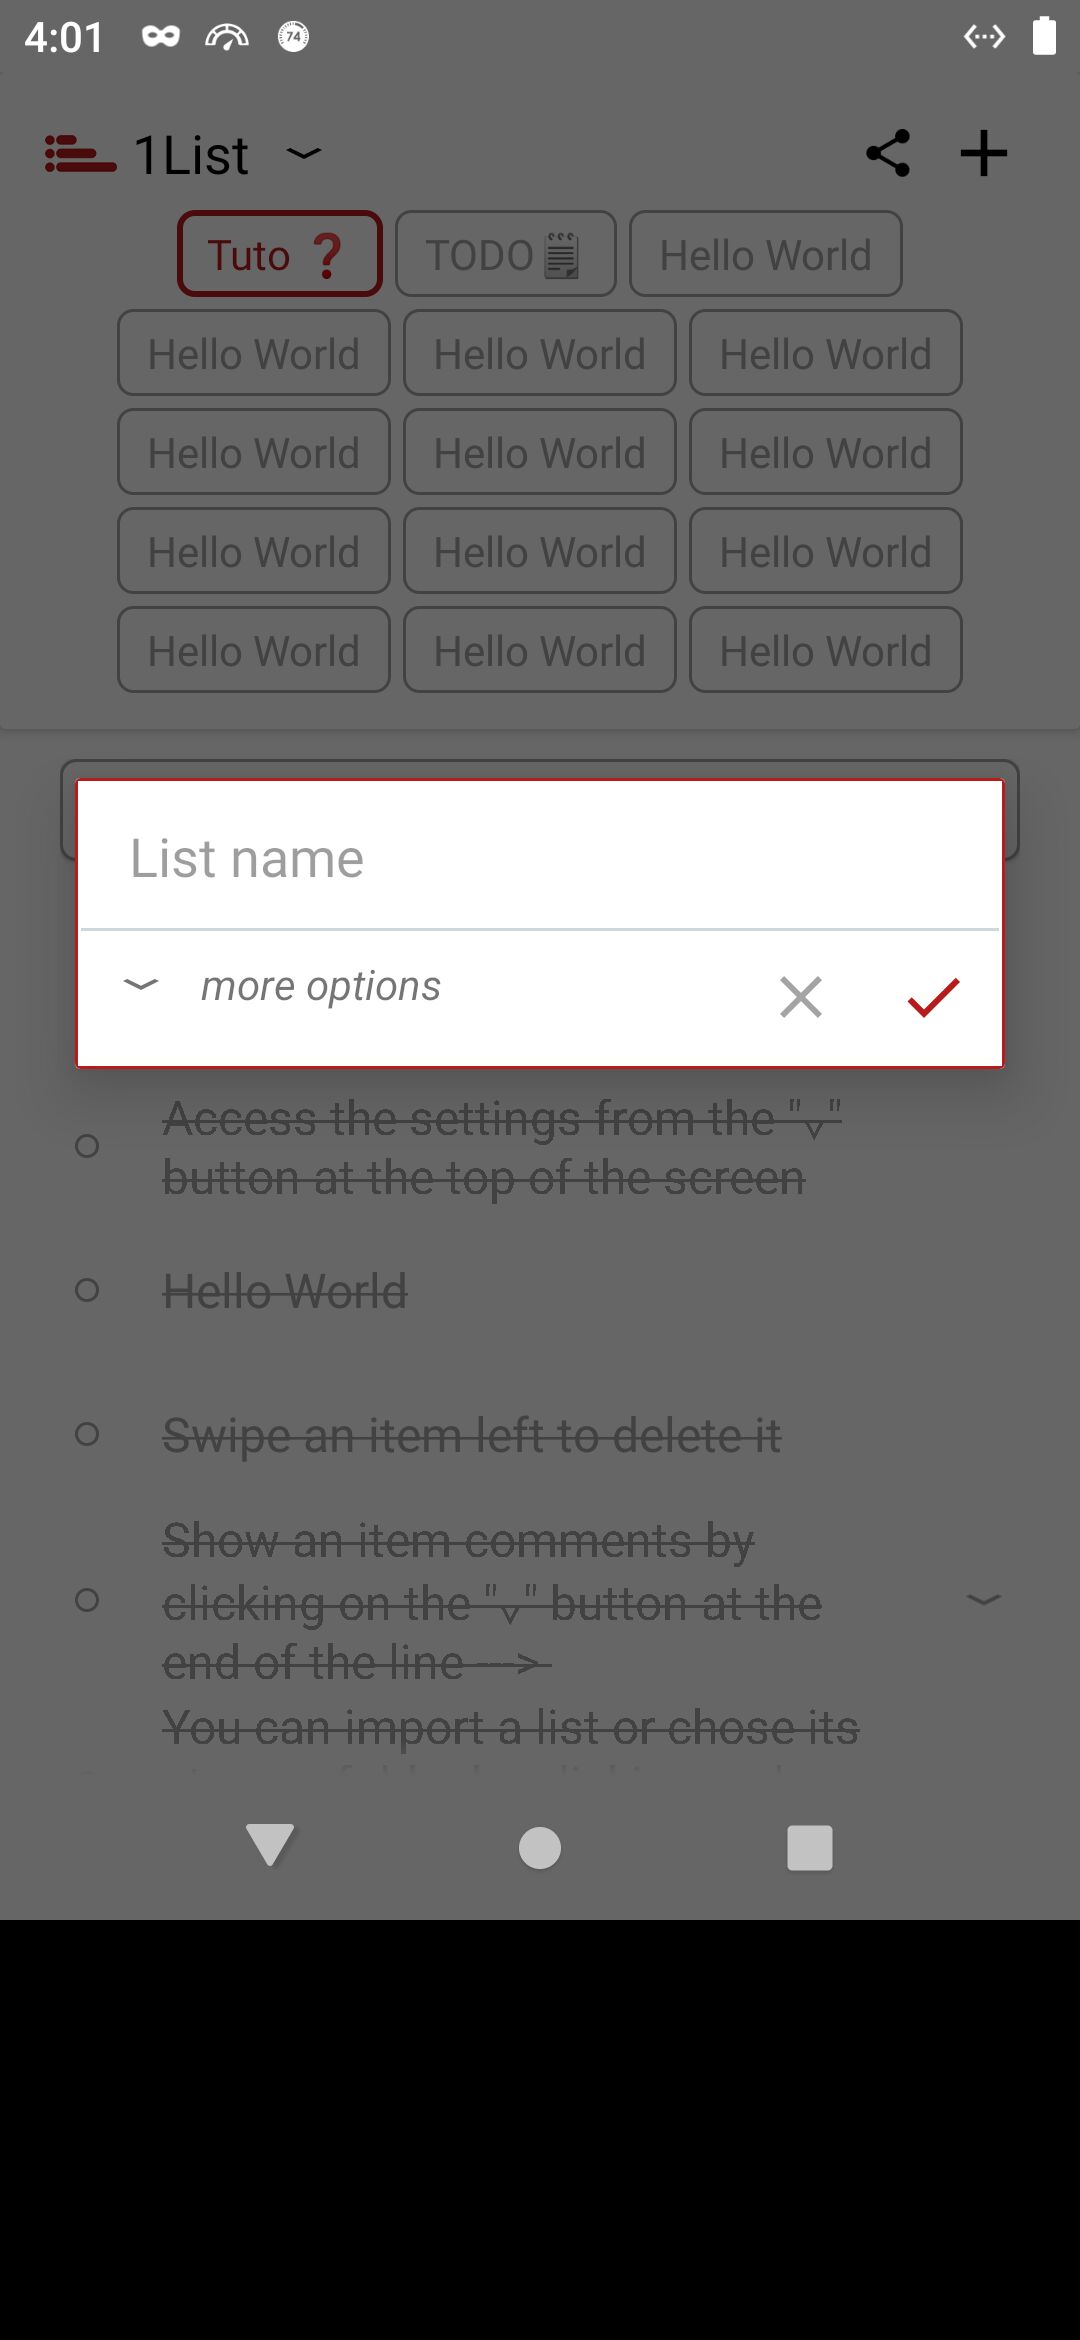 4:01
74
1List
Tuto ❓ TODO🗒 Hello World
Hello World Hello World Hello World
Hello World Hello World Hello World
Hello World Hello World Hello World
Hello World Hello World Hello World
List name
more options
Access the settings from the "⌄"
button at the top of the screen
Hello World
Swipe an item left to delete it
Show an item comments by
clicking on the "⌄" button at the
end of the line --->
You can import a list or chose its